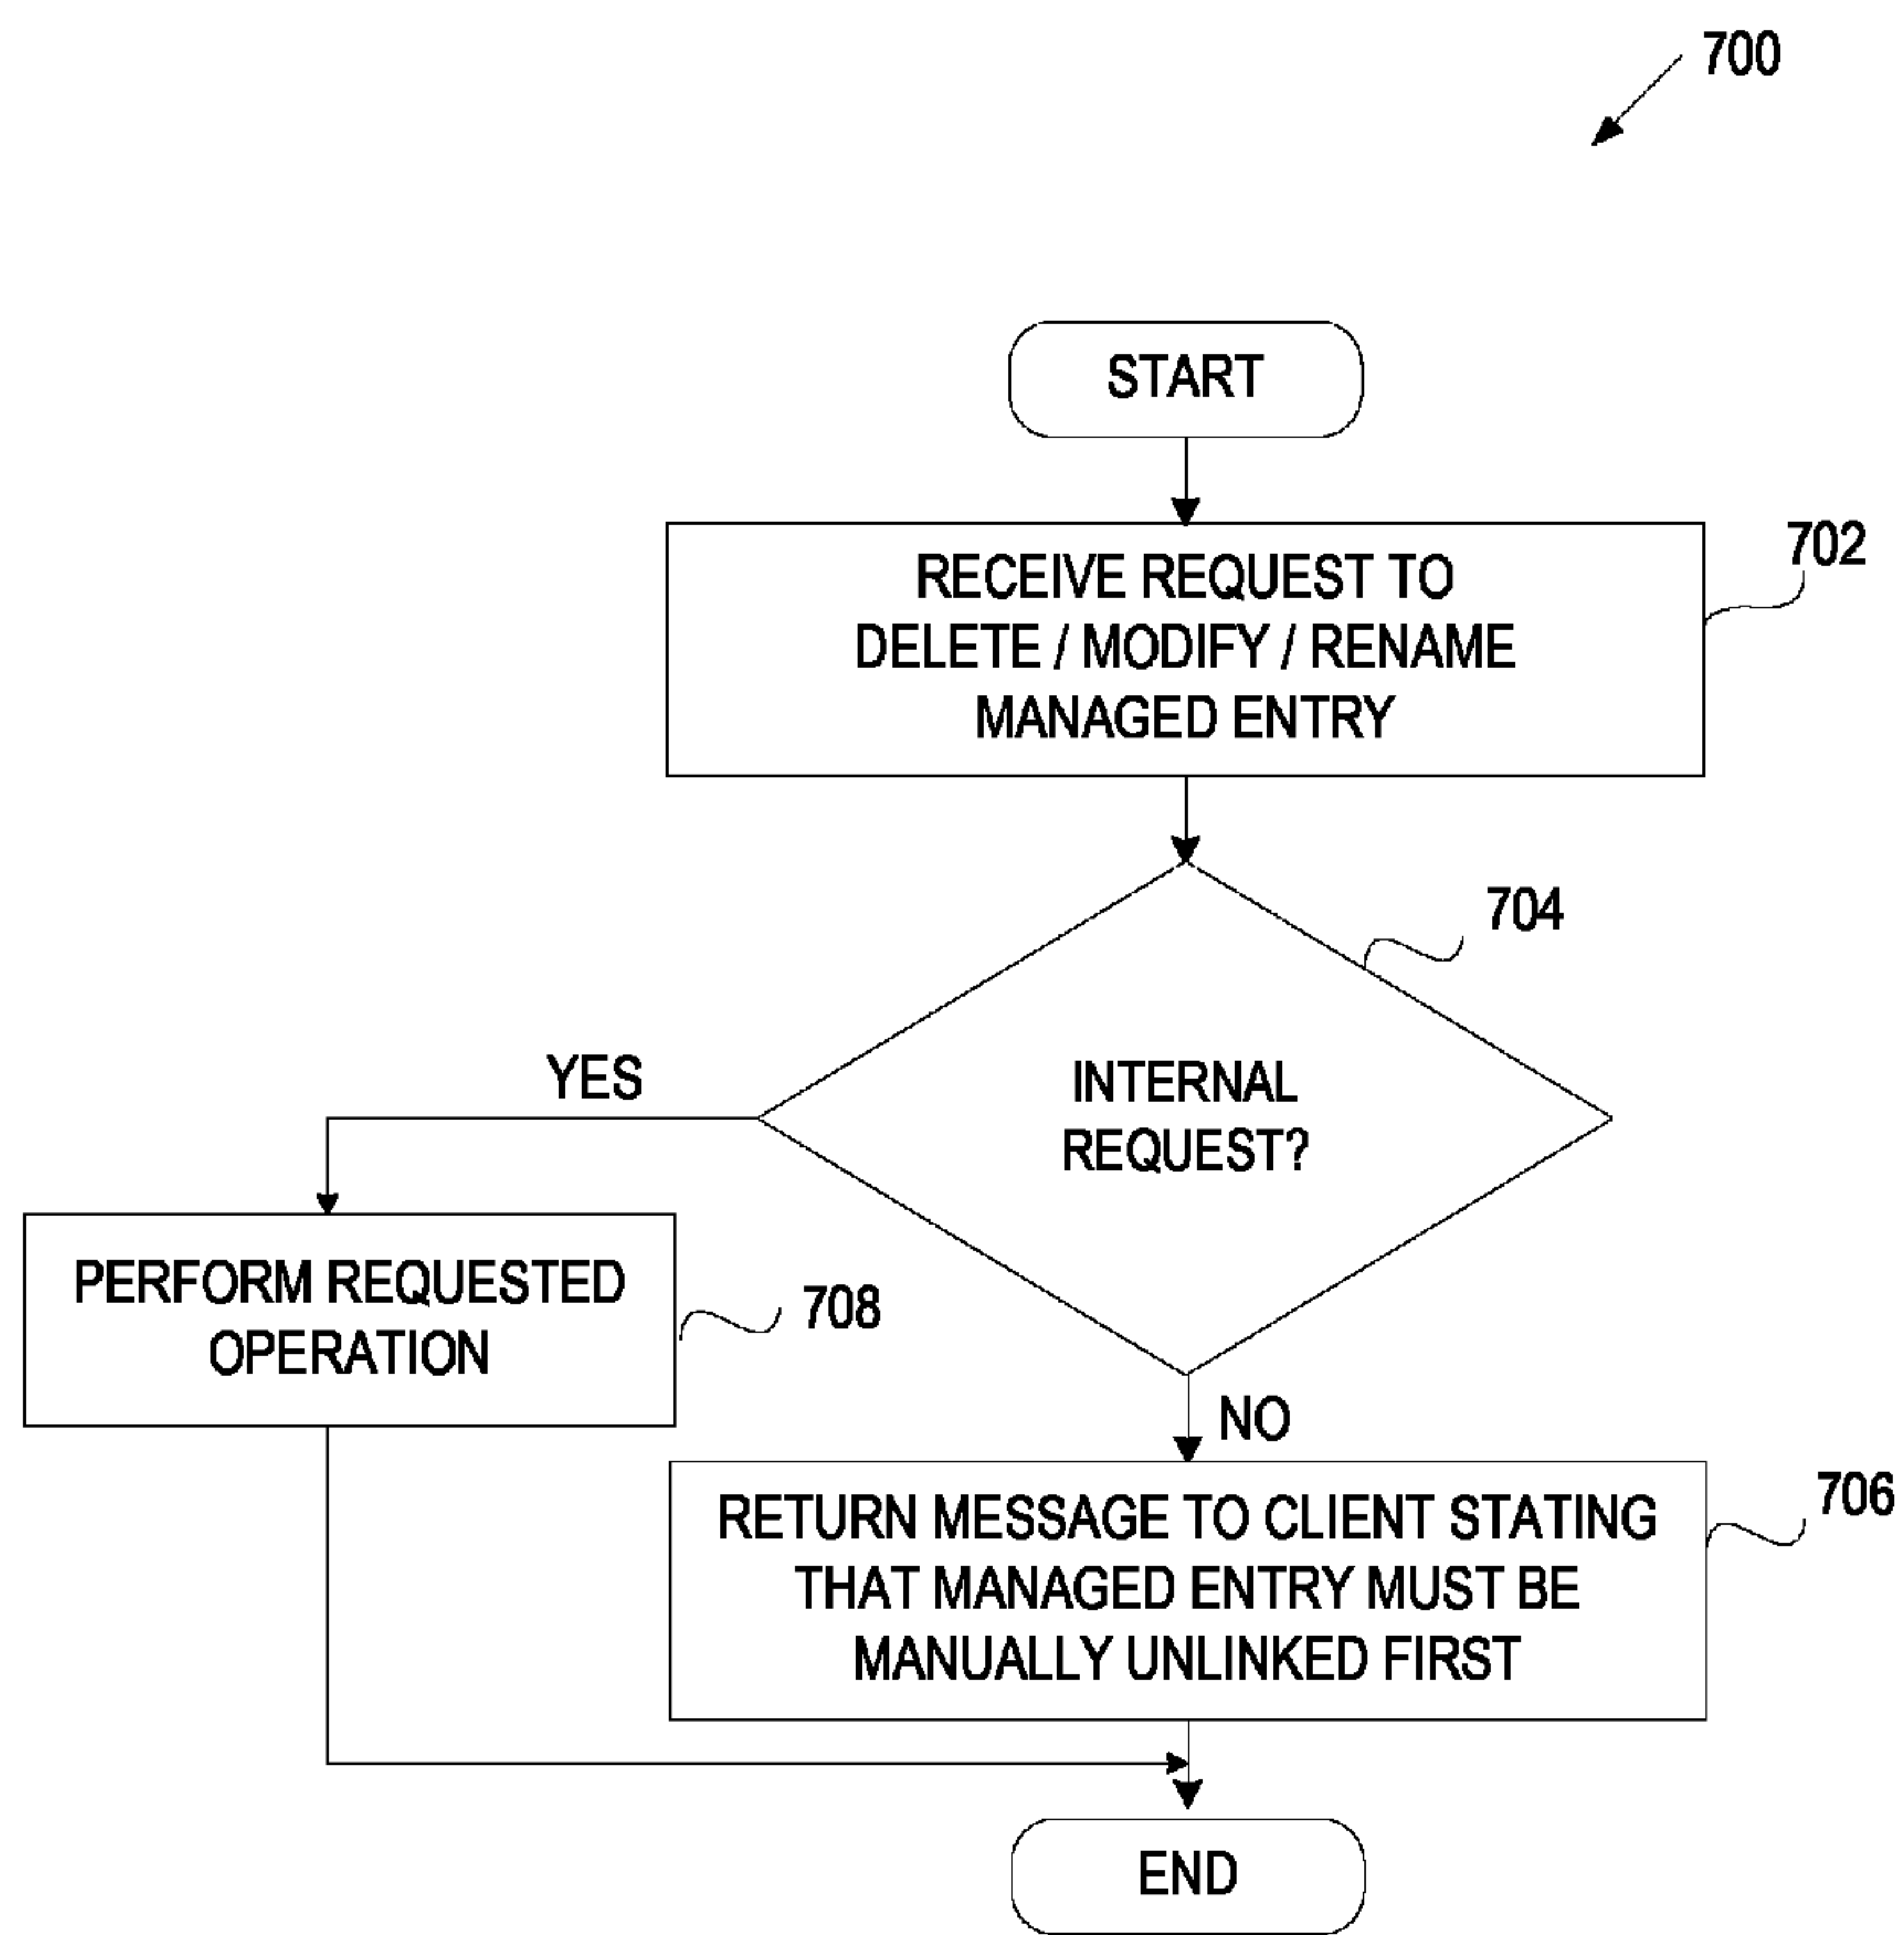 700
START
RECEIVE REQUEST TO
DELETE / MODIFY / RENAME
MANAGED ENTRY
702
704
INTERNAL
REQUEST?
YES
PERFORM REQUESTED
OPERATION
708
NO
RETURN MESSAGE TO CLIENT STATING
THAT MANAGED ENTRY MUST BE
MANUALLY UNLINKED FIRST
706
END